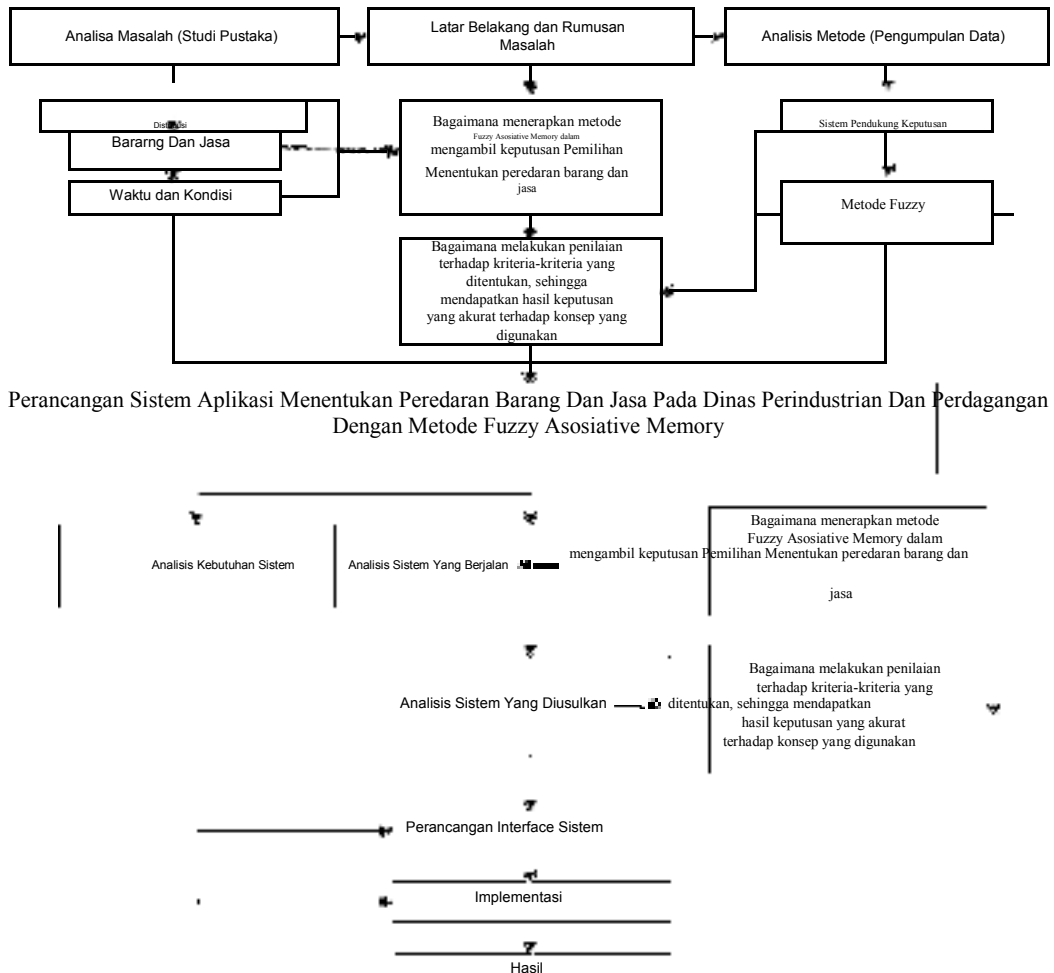 Analisa Masalah (Studi Pustaka)
Latar Belakang dan Rumusan
Masalah
Analisis Metode (Pengumpulan Data)
Bararng Dan Jasa
Waktu dan Kondisi
Bagaimana menerapkan metode
Fuzzy Asosiative Memory dalam
mengambil keputusan Pemilihan
Menentukan peredaran barang dan
jasa
Sistem Pendukung Keputusan
Metode Fuzzy
Bagaimana melakukan penilaian
terhadap kriteria-kriteria yang
ditentukan, sehingga
mendapatkan hasil keputusan
yang akurat terhadap konsep yang
digunakan
Perancangan Sistem Aplikasi Menentukan Peredaran Barang Dan Jasa Pada Dinas Perindustrian Dan Perdagangan
Dengan Metode Fuzzy Asosiative Memory
Analisis Kebutuhan Sistem
Analisis Sistem Yang Berjalan
Bagaimana menerapkan metode
Fuzzy Asosiative Memory dalam
mengambil keputusan Pemilihan Menentukan peredaran barang dan
jasa
Analisis Sistem Yang Diusulkan
Bagaimana melakukan penilaian
terhadap kriteria-kriteria yang
ditentukan, sehingga mendapatkan
hasil keputusan yang akurat
terhadap konsep yang digunakan
Perancangan Interface Sistem
Implementasi
Hasil